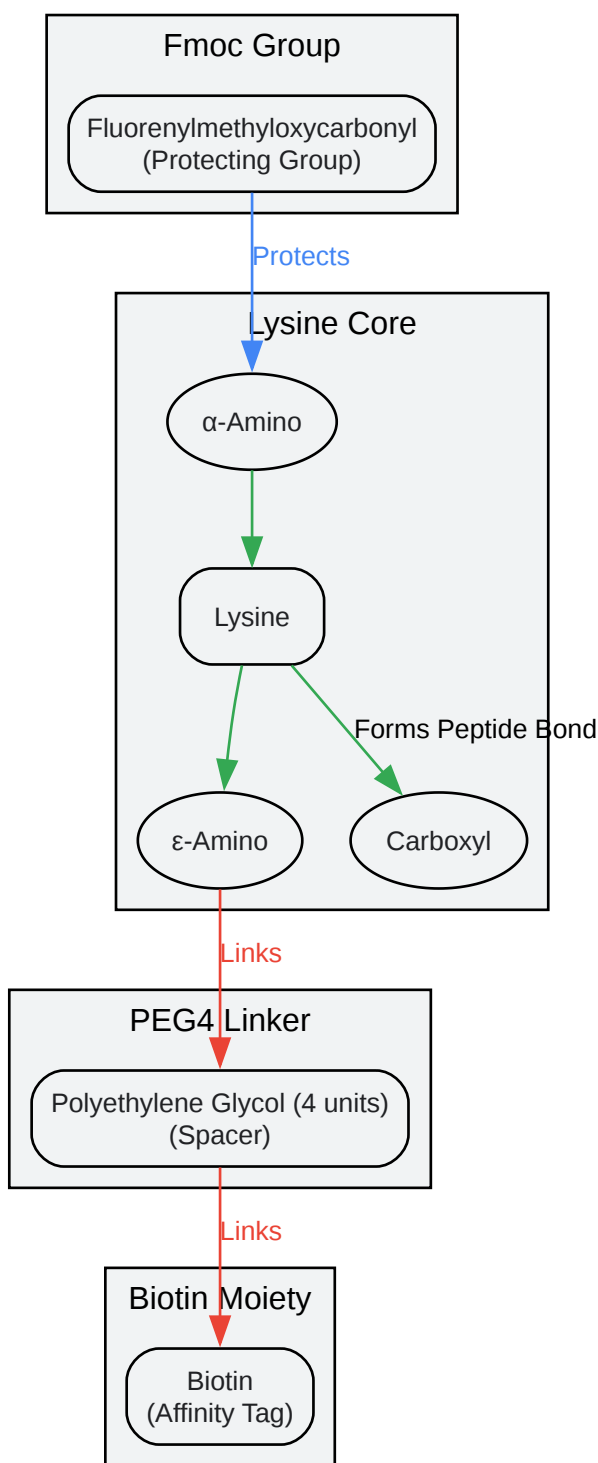 Fmoc Group
Fluorenylmethyloxycarbonyl
(Protecting Group)
Protects
Lysine Core
α-Amino
Lysine
Forms Peptide Bond
ε-Amino
Carboxyl
Links
PEG4 Linker
Polyethylene Glycol (4 units)
(Spacer)
Links
Biotin Moiety
Biotin
(Affinity Tag)